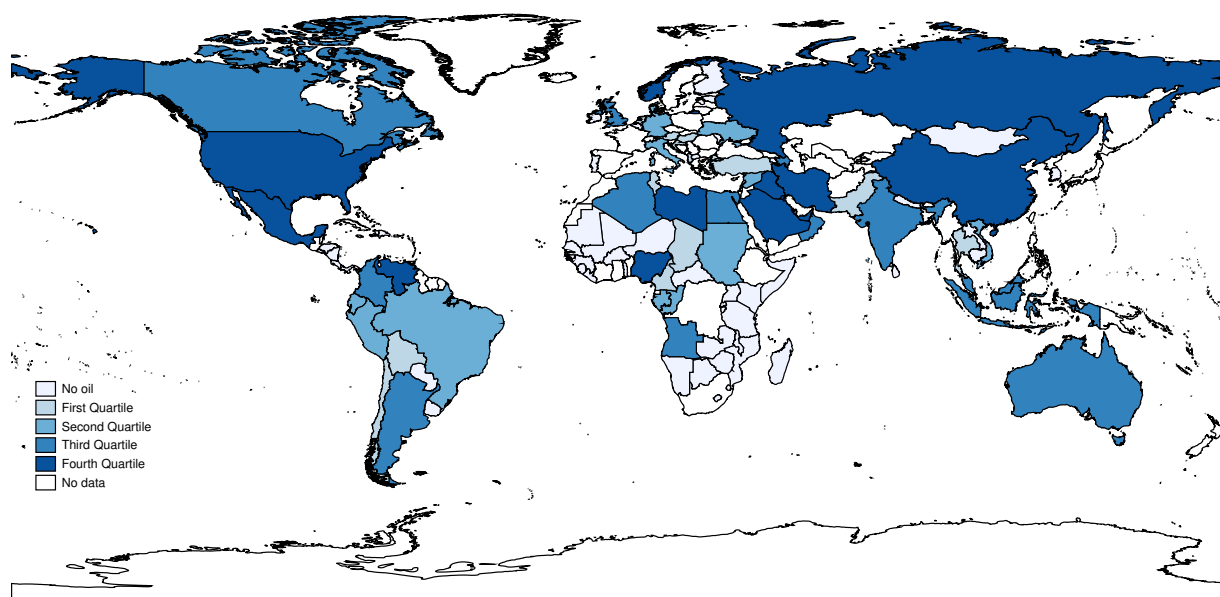 No oil
First Quartile
Second Quartile
Third Quartile
Fourth Quartile
No data